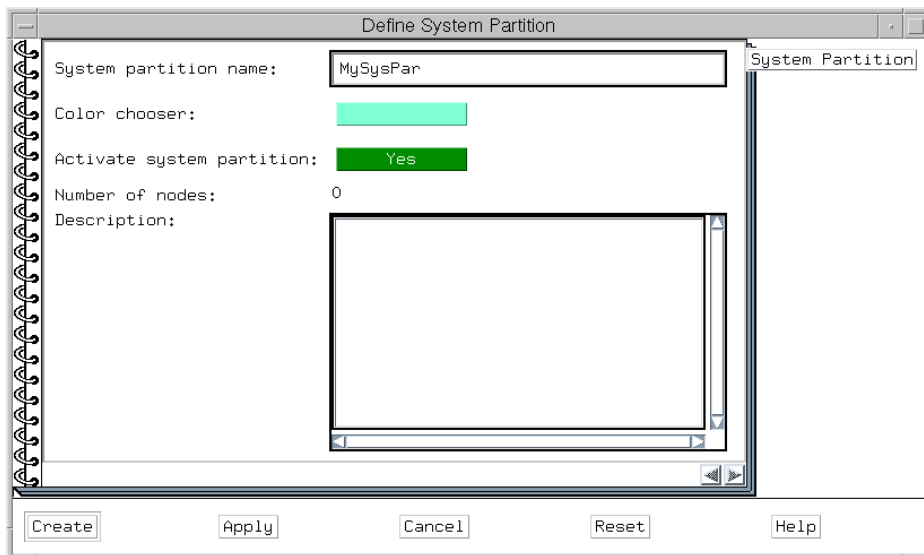 Define System Partition
System Partition
System partition name: MySysPar
Color chooser:
Activate system partition: Yes
Number of nodes: 0
Description:
Create Apply Cancel Reset Help